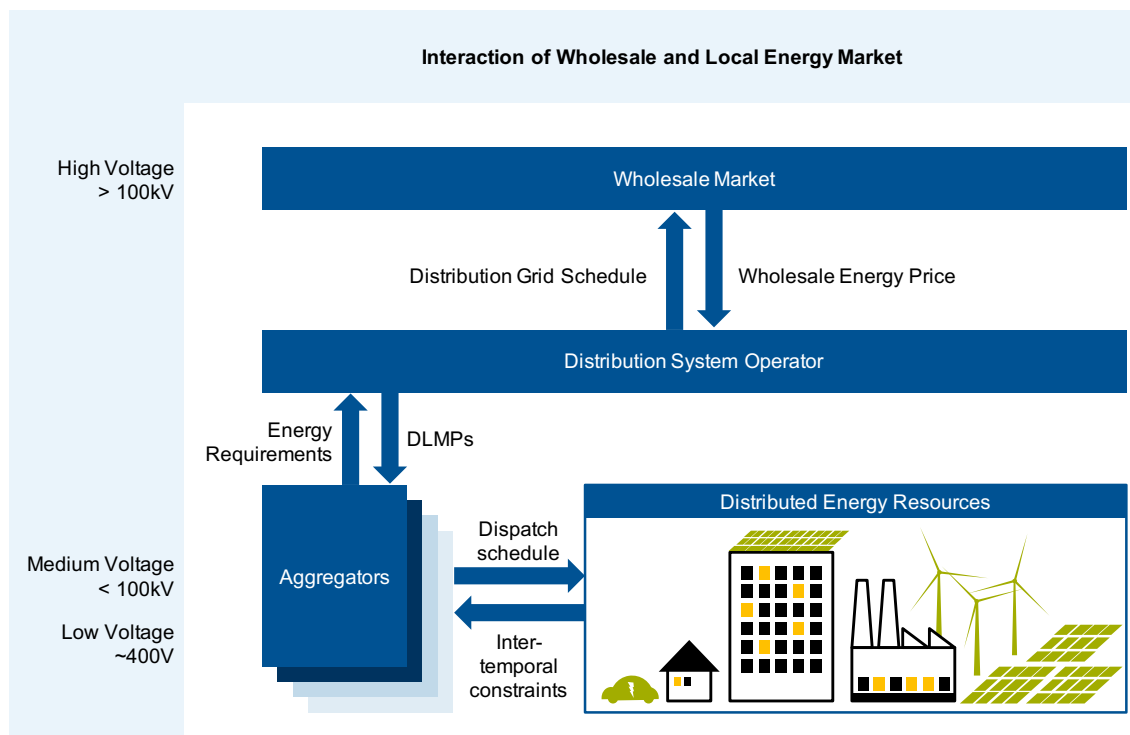 Interaction of Wholesale and Local Energy Market
High Voltage
> 100kV
Wholesale Market
Distribution Grid Schedule
Wholesale Energy Price
Distribution System Operator
Energy
Requirements
DLMPs
Distributed Energy Resources
Medium Voltage
< 100kV
Low Voltage
~400V
Aggregators
Dispatch
schedule
Inter-
temporal
constraints